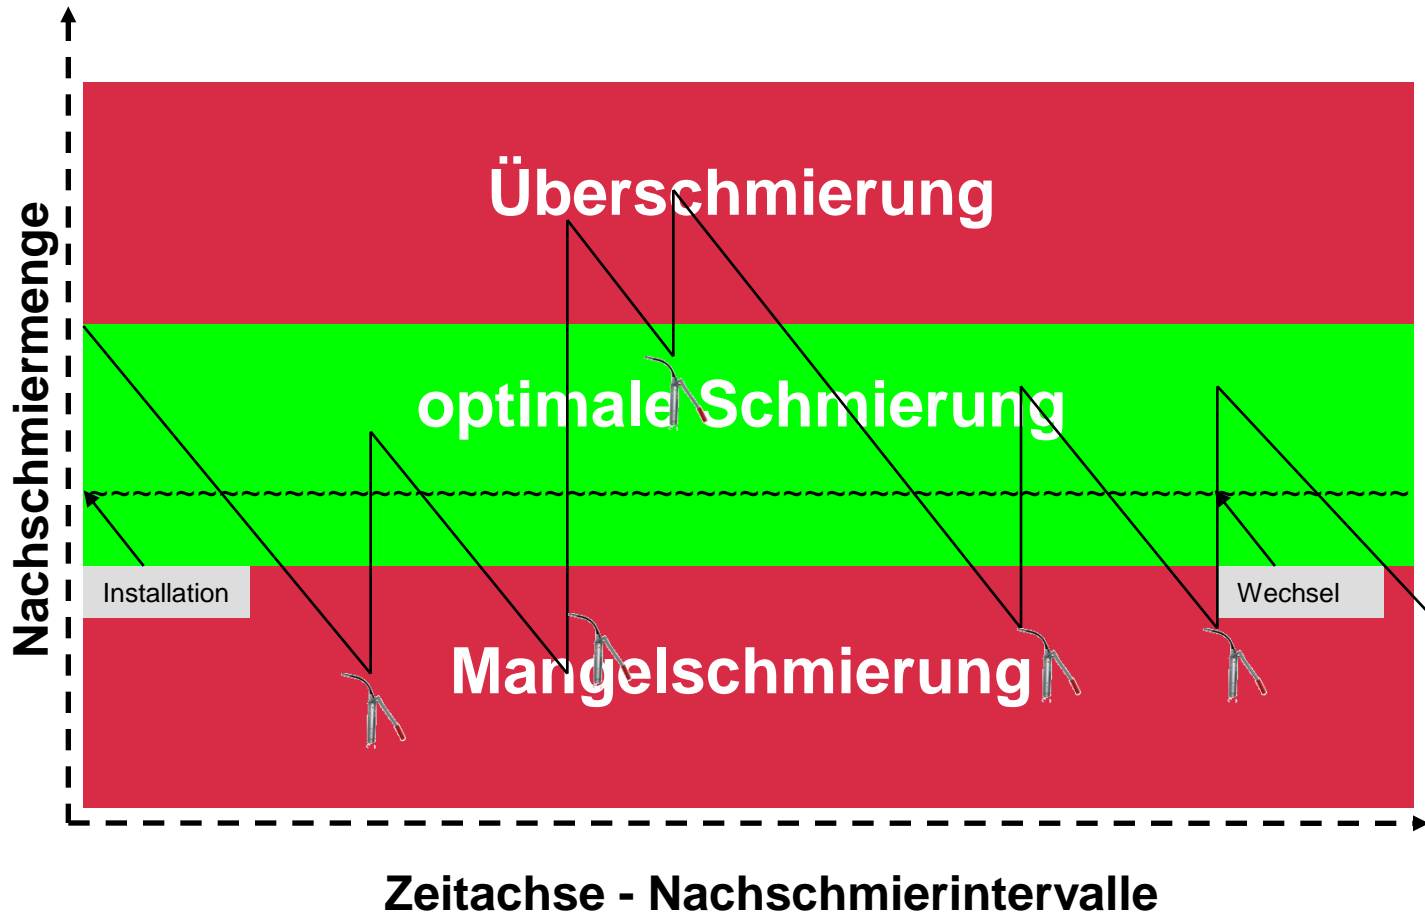 Nachschmiermenge
Überschmierung
optimale Schmierung
Installation
Wechsel
Mangelschmierung
Zeitachse - Nachschmierintervalle